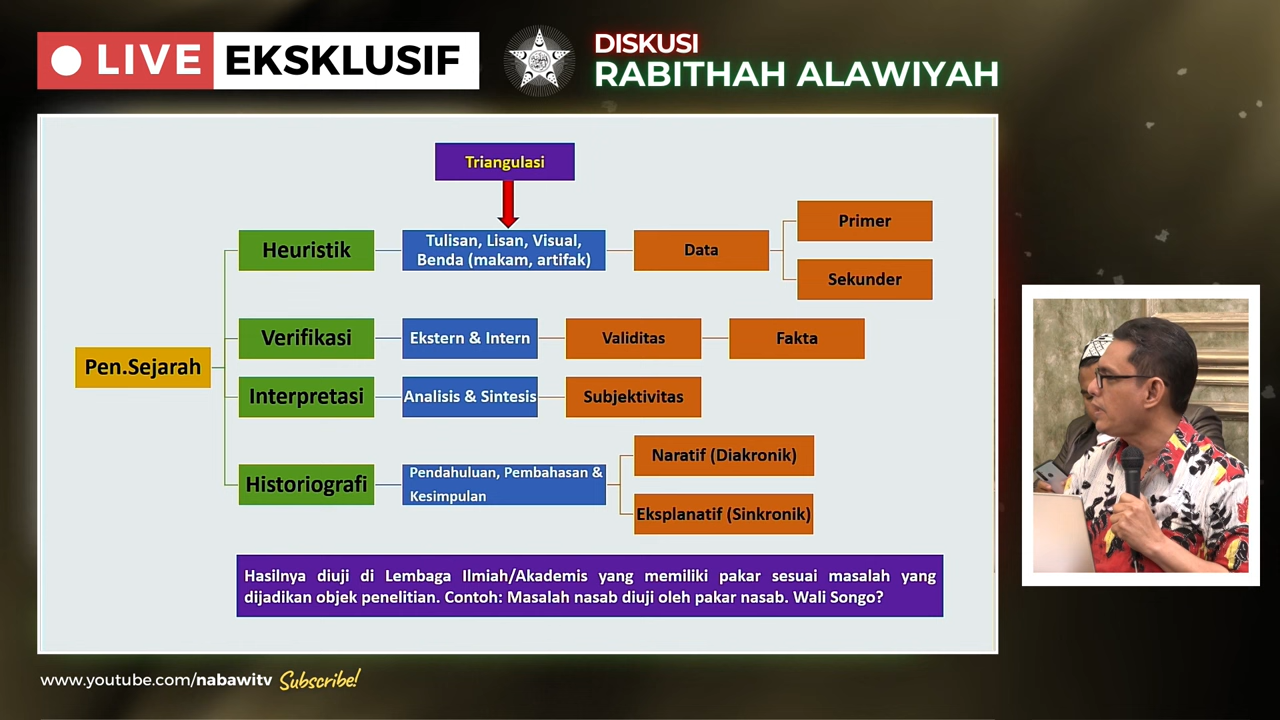 LIVE EKSKLUSIF
DISKUSI
RABITHAH ALAWIYAH
Triangulasi
Pen.Sejarah
Heuristik
Tulisan, Lisan, Visual,
Benda (makam, artifak)
Data
Primer
Sekunder
Verifikasi
Ekstern & Intern
Validitas
Fakta
Interpretasi
Analisis & Sintesis
Subjektivitas
Historiografi
Pendahuluan, Pembahasan &
Kesimpulan
Naratif (Diakronik)
Eksplanatif (Sinkronik)
Hasilnya diuji di Lembaga Ilmiah/Akademis yang memiliki pakar sesuai masalah yang
dijadikan objek penelitian. Contoh: Masalah nasab diuji oleh pakar nasab. Wali Songo?
www.youtube.com/nabawitv Subscribe!